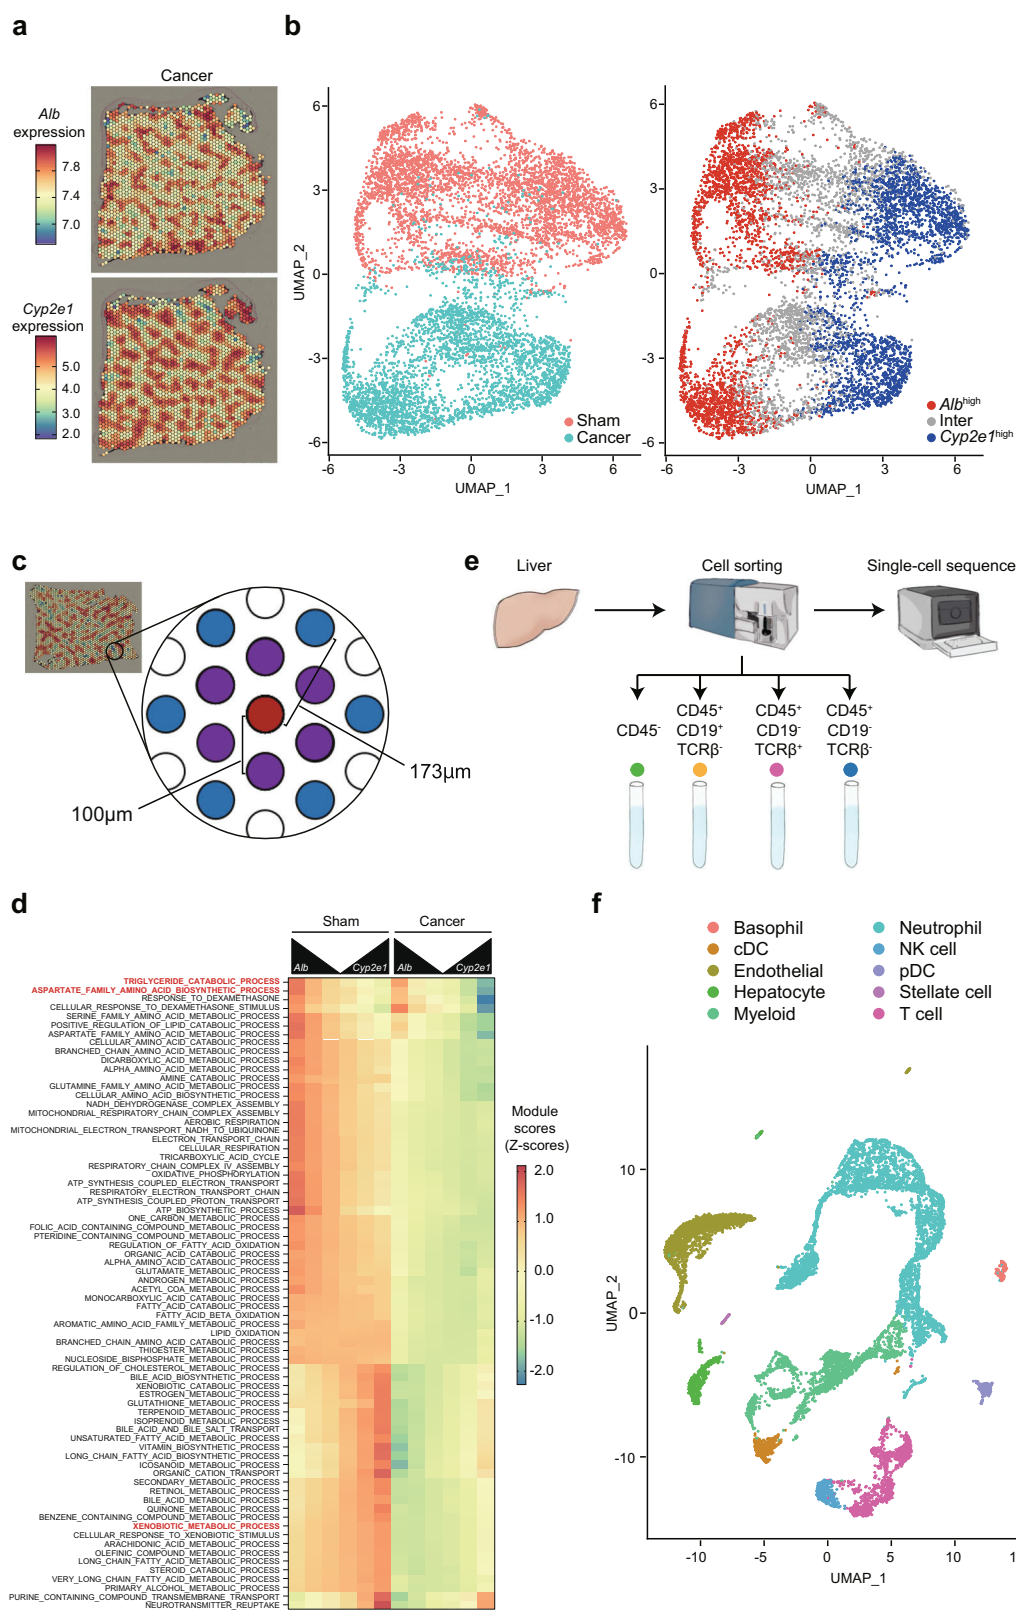 a
Cancer
Alb
expression
7.8
7.4
7.0
Cyp2e1
expression
5.0
4.0
3.0
2.0
b
6
3
0
-3
-6
UMAP_2
-6
-3
0
3
6
UMAP_1
Sham
Cancer
6
3
0
-3
-6
-6
-3
0
3
6
UMAP_1
Albhigh
Inter
Cyp2e1high
c
100µm
173µm
e
Liver
Cell sorting
Single-cell sequence
CD45-
CD45+
CD19+
TCRβ-
CD45+
CD19-
TCRβ+
CD45+
CD19-
TCRβ-
d
Sham
Cancer
Alb
Cyp2e1
Alb
Cyp2e1
TRIGLYCERIDE_CATABOLIC_PROCESS
ASPARTATE_FAMILY_AMINO_ACID_BIOSYNTHETIC_PROCESS
RESPONSE_TO_DEXAMETHASONE
CELLULAR_RESPONSE_TO_DEXAMETHASONE_STIMULUS
SERINE_FAMILY_AMINO_ACID_METABOLIC_PROCESS
POSITIVE_REGULATION_OF_LIPID_CATABOLIC_PROCESS
ASPARTATE_FAMILY_AMINO_ACID_METABOLIC_PROCESS
CELLULAR_AMINO_ACID_CATABOLIC_PROCESS
BRANCHED_CHAIN_AMINO_ACID_METABOLIC_PROCESS
DICARBOXYLIC_ACID_METABOLIC_PROCESS
ALPHA_AMINO_ACID_METABOLIC_PROCESS
AMINE_CATABOLIC_PROCESS
GLUTAMINE_FAMILY_AMINO_ACID_METABOLIC_PROCESS
CELLULAR_AMINO_ACID_BIOSYNTHETIC_PROCESS
NADH_DEHYDROGENASE_COMPLEX_ASSEMBLY
MITOCHONDRIAL_RESPIRATORY_CHAIN_COMPLEX_ASSEMBLY
AEROBIC_RESPIRATION
MITOCHONDRIAL_ELECTRON_TRANSPORT_NADH_TO_UBIQUINONE
ELECTRON_TRANSPORT_CHAIN
CELLULAR_RESPIRATION
TRICARBOXYLIC_ACID_CYCLE
RESPIRATORY_CHAIN_COMPLEX_IV_ASSEMBLY
OXIDATIVE_PHOSPHORYLATION
ATP_SYNTHESIS_COUPLED_ELECTRON_TRANSPORT
RESPIRATORY_ELECTRON_TRANSPORT_CHAIN
ATP_SYNTHESIS_COUPLED_PROTON_TRANSPORT
ATP_BIOSYNTHETIC_PROCESS
ONE_CARBON_METABOLIC_PROCESS
FOLIC_ACID_CONTAINING_COMPOUND_METABOLIC_PROCESS
PTERIDINE_CONTAINING_COMPOUND_METABOLIC_PROCESS
REGULATION_OF_FATTY_ACID_OXIDATION
ORGANIC_ACID_CATABOLIC_PROCESS
ALPHA_AMINO_ACID_CATABOLIC_PROCESS
GLUTAMATE_METABOLIC_PROCESS
ANDROGEN_METABOLIC_PROCESS
ACETYL_COA_METABOLIC_PROCESS
MONOCARBOXYLIC_ACID_CATABOLIC_PROCESS
FATTY_ACID_CATABOLIC_PROCESS
FATTY_ACID_BETA_OXIDATION
AROMATIC_AMINO_ACID_FAMILY_METABOLIC_PROCESS
LIPID_OXIDATION
BRANCHED_CHAIN_AMINO_ACID_CATABOLIC_PROCESS
THIOESTER_METABOLIC_PROCESS
NUCLEOSIDE_BISPHOSPHATE_METABOLIC_PROCESS
REGULATION_OF_CHOLESTEROL_METABOLIC_PROCESS
BILE_ACID_BIOSYNTHETIC_PROCESS
XENOBIOTIC_CATABOLIC_PROCESS
ESTROGEN_METABOLIC_PROCESS
GLUTATHIONE_METABOLIC_PROCESS
TERPENOID_METABOLIC_PROCESS
ISOPRENOID_METABOLIC_PROCESS
BILE_ACID_AND_BILE_SALT_TRANSPORT
UNSATURATED_FATTY_ACID_METABOLIC_PROCESS
VITAMIN_BIOSYNTHETIC_PROCESS
LONG_CHAIN_FATTY_ACID_BIOSYNTHETIC_PROCESS
ICOSANOID_METABOLIC_PROCESS
ORGANIC_CATION_TRANSPORT
SECONDARY_METABOLIC_PROCESS
RETINOL_METABOLIC_PROCESS
BILE_ACID_METABOLIC_PROCESS
QUINONE_METABOLIC_PROCESS
BENZENE_CONTAINING_COMPOUND_METABOLIC_PROCESS
XENOBIOTIC_METABOLIC_PROCESS
CELLULAR_RESPONSE_TO_XENOBIOTIC_STIMULUS
ARACHIDONIC_ACID_METABOLIC_PROCESS
OLEFINIC_COMPOUND_METABOLIC_PROCESS
LONG_CHAIN_FATTY_ACID_METABOLIC_PROCESS
STEROID_CATABOLIC_PROCESS
VERY_LONG_CHAIN_FATTY_ACID_METABOLIC_PROCESS
PRIMARY_ALCOHOL_METABOLIC_PROCESS
PURINE_CONTAINING_COMPOUND_TRANSMEMBRANE_TRANSPORT
NEUROTRANSMITTER_REUPTAKE
Module
scores
(Z-scores)
2.0
1.0
0.0
-1.0
-2.0
f
Basophil
cDC
Endothelial
Hepatocyte
Myeloid
Neutrophil
NK cell
pDC
Stellate cell
T cell
10
0
-10
UMAP_2
-10
-5
0
5
10
1
UMAP_1